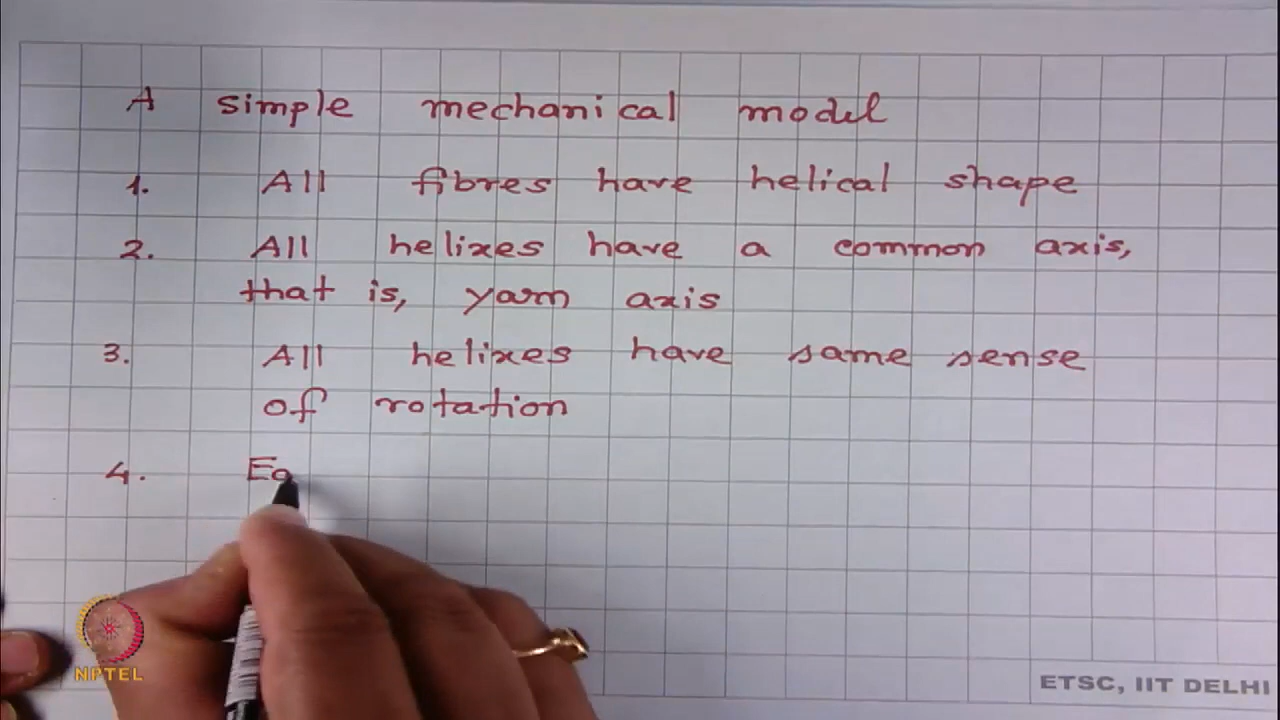 A simple mechanical model
1. All fibres have helical shape
2. All helixes have a common axis,
that is, yarn axis
3. All helixes have same sense
of rotation
4. Ea
NPTEL
ETSC, IIT DELHI